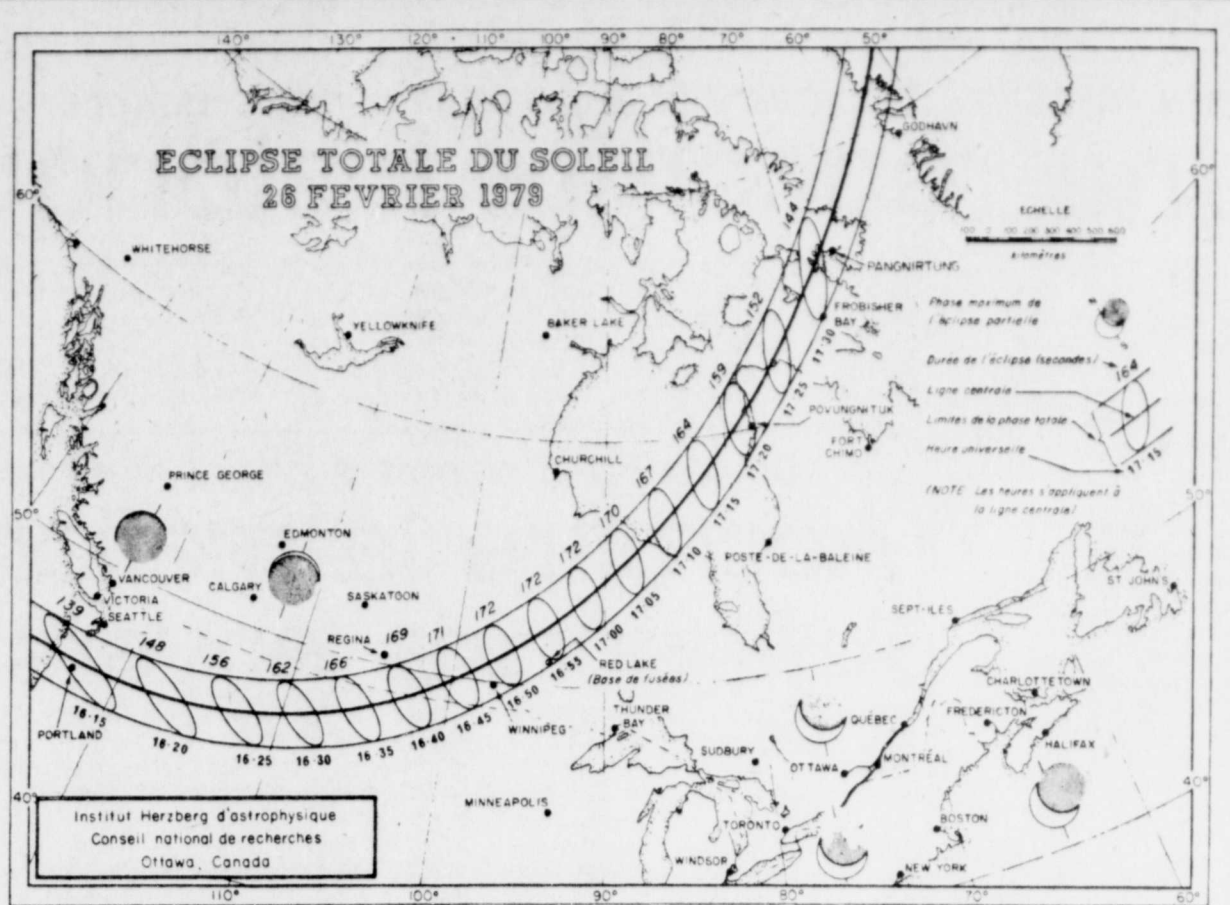 140° 130° 120° 110° 100° 90° 80° 70° 60° 50°
ECLIPSE TOTALE DU SOLEIL
26 FEVRIER 1979
60°
60°
GODHAVN
ECHELLE
100 0 100 200 300 400 500 600
kilomètres
WHITEHORSE
PANGNIRTUNG
144
YELLOWKNIFE
BAKER LAKE
152
FROBISHER
BAY
17·30
Phase maximum de
l'éclipse partielle
Durée de l'éclipse (secondes)
164
Ligne centrale
Limites de la phase totale
Heure universelle
17·15
(NOTE Les heures s'appliquent à
la ligne centrale)
159
17·25
POVUNGNITUK
FORT
CHIMO
164
17·20
CHURCHILL
167
17·15
PRINCE GEORGE
50°
50°
EDMONTON
170
17·10
POSTE-DE-LA-BALEINE
VANCOUVER
VICTORIA
SEATTLE
CALGARY
SASKATOON
172
172
17·05
ST JOHN'S
SEPT-ILES
139
148
156
162
166
REGINA
169
171
172
17·00
16·55
RED LAKE
(Base de fusées)
CHARLOTTETOWN
PORTLAND
16·15
16·20
16·25
16·30
16·35
16·40
16·45
16·50
WINNIPEG
THUNDER
BAY
SUDBURY
QUÉBEC
FREDERICTON
HALIFAX
OTTAWA
MONTRÉAL
40°
40°
MINNEAPOLIS
TORONTO
BOSTON
WINDSOR
NEW YORK
Institut Herzberg d'astrophysique
Conseil national de recherches
Ottawa, Canada
110° 100° 90° 80° 70° 60°